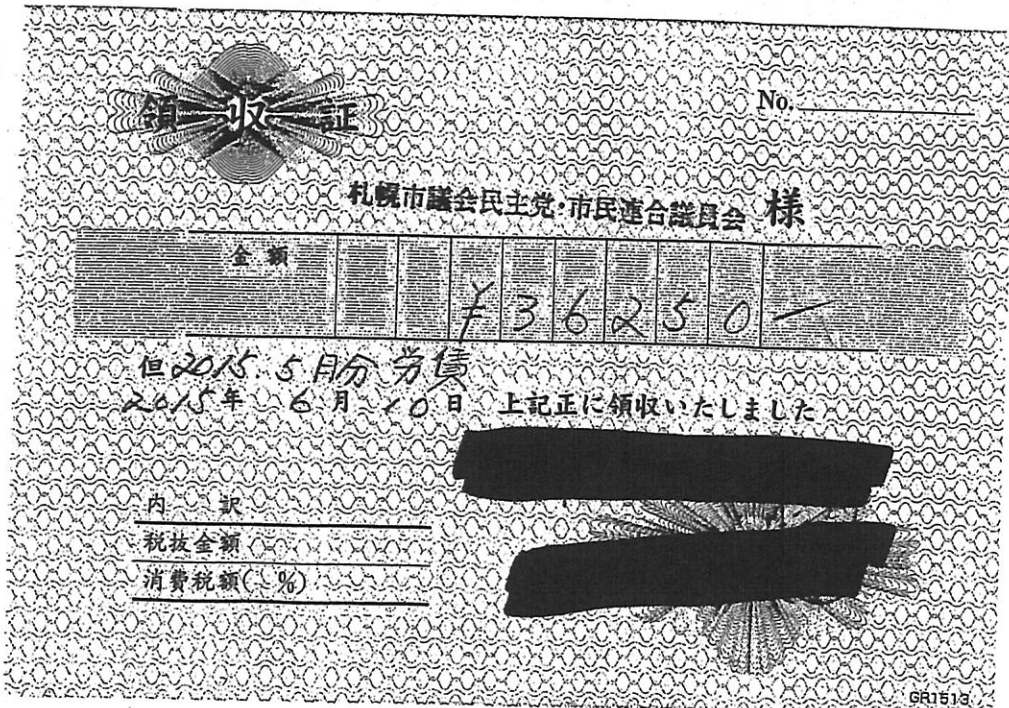 領収証
No.
札幌市議会民主党・市民連合議員会 様
金額 ¥36250-
但 2015.5月分 労賃
2015年 6月 10日 上記正に領収いたしました
内 訳
税抜金額
消費税額( %)
GR1513